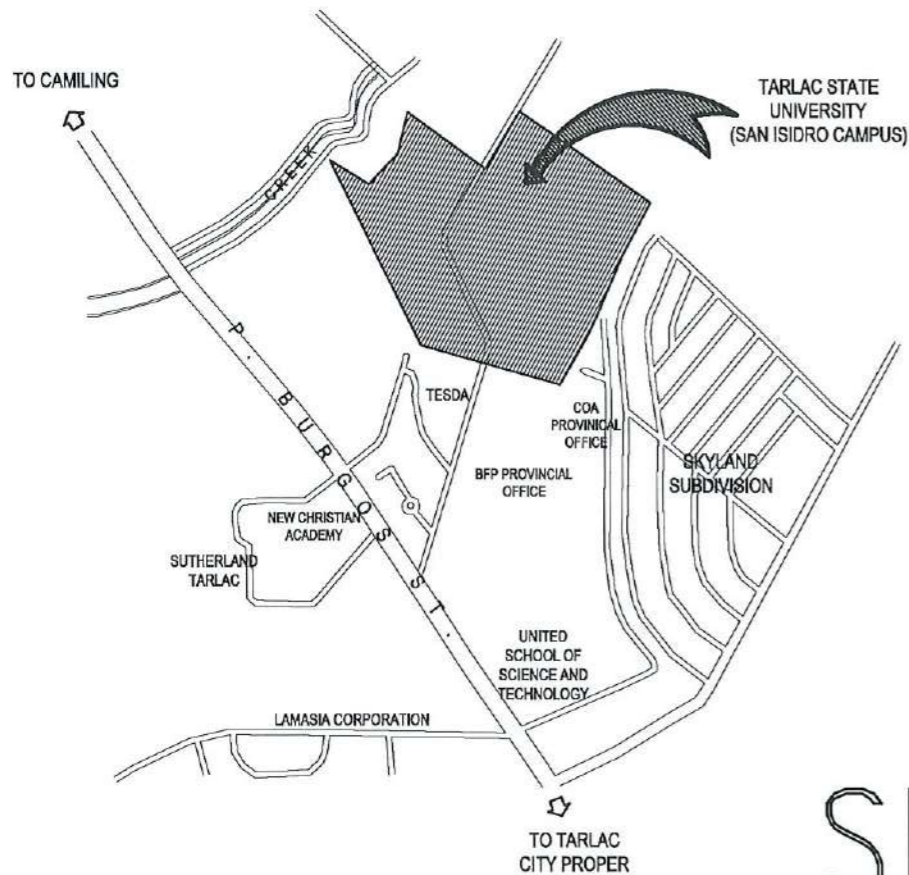 TO CAMILING
TARLAC STATE
UNIVERSITY
(SAN ISIDRO CAMPUS)
CREEK
P. BURGOS ST.
TESDA
COA
PROVINICAL
OFFICE
BFP PROVINCIAL
OFFICE
SKYLAND
SUBDIVISION
NEW CHRISTIAN
ACADEMY
SUTHERLAND
TARLAC
UNITED
SCHOOL OF
SCIENCE AND
TECHNOLOGY
LAMASIA CORPORATION
TO TARLAC
CITY PROPER
S